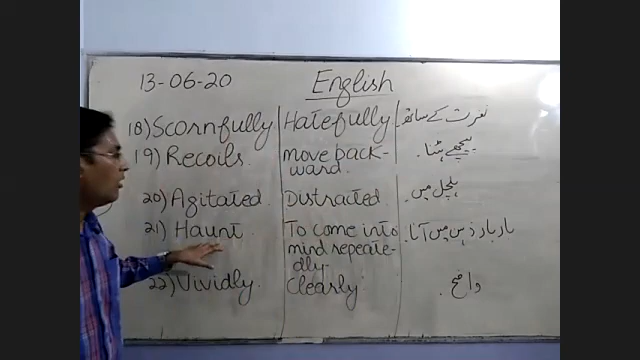 13-06-20 English
18) Scornfully Hatefully نفرت کے ساتھ
19) Recoils. move back- پیچھے ہٹنا.
ward.
20) Agitated Distracted ہلچل میں.
21) Haunt. To come into بار بار ذہن میں آنا.
mind repeate-
dly.
22) Vividly. Clearly واضح.